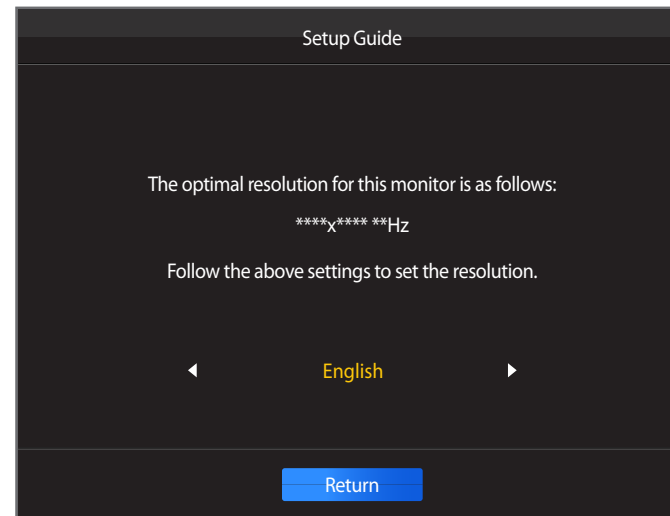 Setup Guide
The optimal resolution for this monitor is as follows:
****x**** **Hz
Follow the above settings to set the resolution.
English
Return